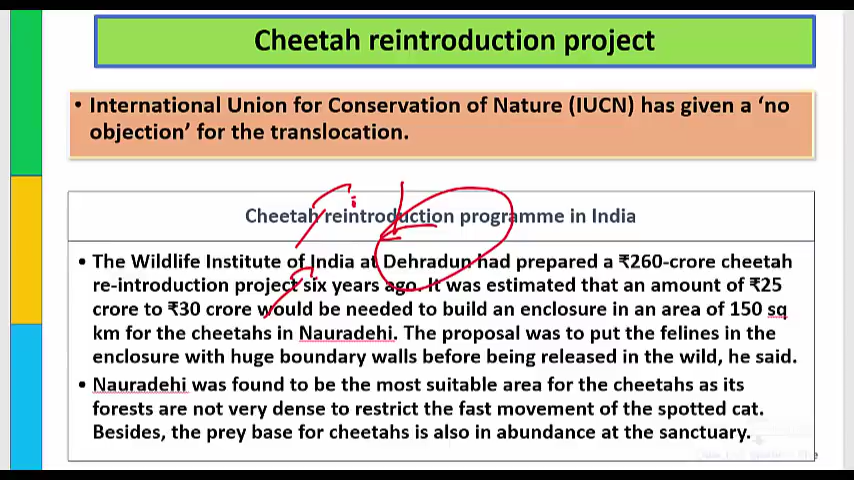 Cheetah reintroduction project
• International Union for Conservation of Nature (IUCN) has given a ‘no
objection’ for the translocation.
Cheetah reintroduction programme in India
• The Wildlife Institute of India at Dehradun had prepared a ₹260-crore cheetah
re-introduction project six years ago. It was estimated that an amount of ₹25
crore to ₹30 crore would be needed to build an enclosure in an area of 150 sq
km for the cheetahs in Nauradehi. The proposal was to put the felines in the
enclosure with huge boundary walls before being released in the wild, he said.
• Nauradehi was found to be the most suitable area for the cheetahs as its
forests are not very dense to restrict the fast movement of the spotted cat.
Besides, the prey base for cheetahs is also in abundance at the sanctuary.